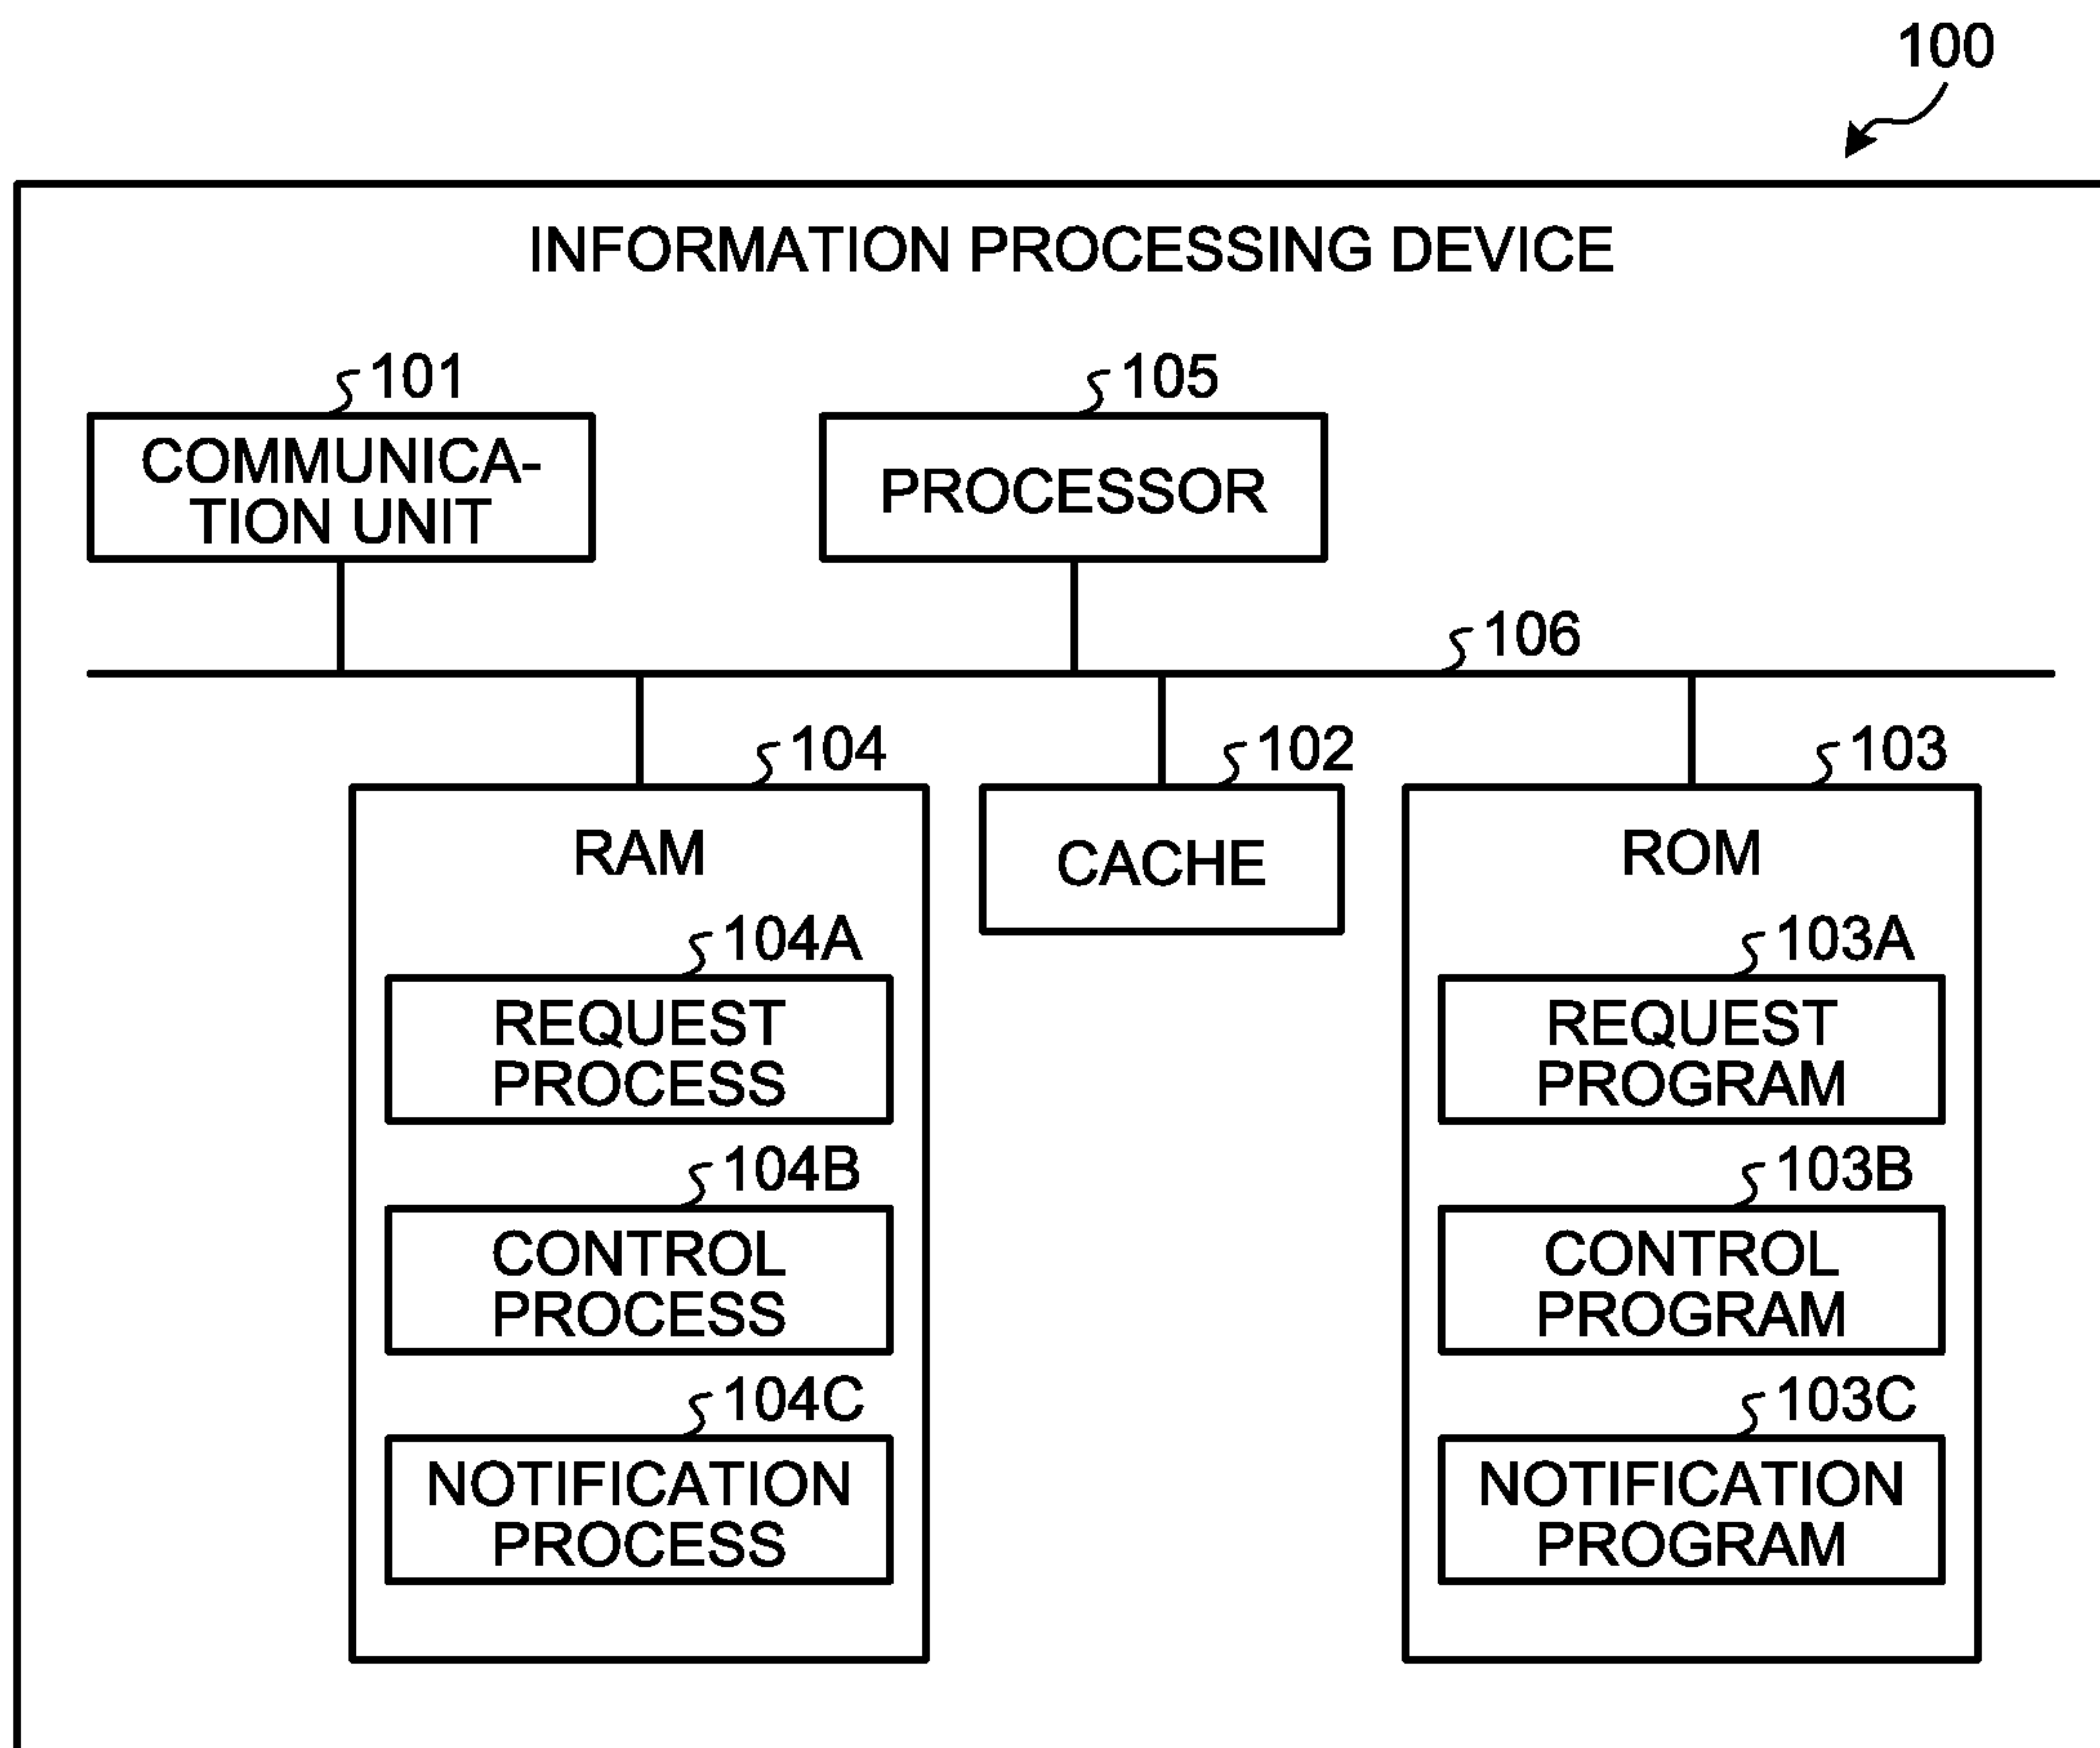 100
INFORMATION PROCESSING DEVICE
101
105
COMMUNICA-
TION UNIT
PROCESSOR
106
104
102
103
RAM
CACHE
ROM
104A
103A
REQUEST
PROCESS
REQUEST
PROGRAM
104B
103B
CONTROL
PROCESS
CONTROL
PROGRAM
104C
103C
NOTIFICATION
PROCESS
NOTIFICATION
PROGRAM